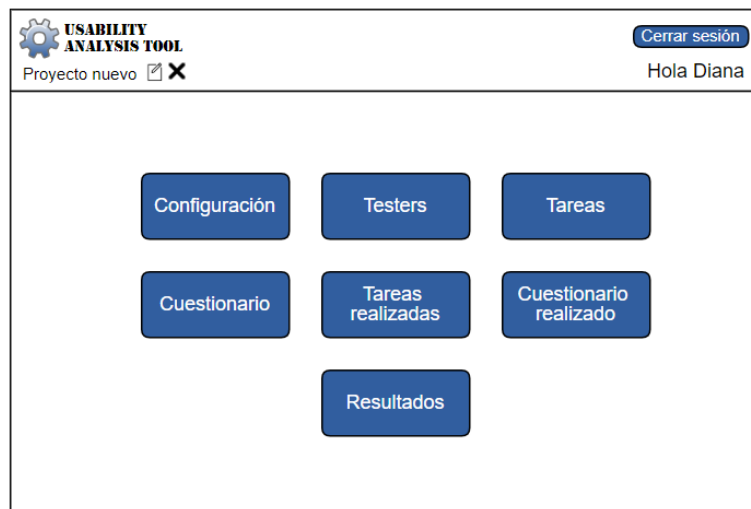 USABILITY
ANALYSIS TOOL
Cerrar sesión
Proyecto nuevo
Hola Diana
Configuración
Testers
Tareas
Cuestionario
Tareas
realizadas
Cuestionario
realizado
Resultados